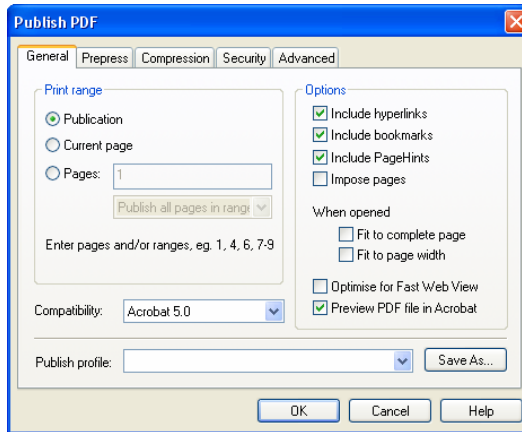 Publish PDF
General Prepress Compression Security Advanced
Print range
Publication
Current page
Pages: 1
Publish all pages in range
Enter pages and/or ranges, eg. 1, 4, 6, 7-9
Compatibility: Acrobat 5.0
Options
Include hyperlinks
Include bookmarks
Include PageHints
Impose pages
When opened
Fit to complete page
Fit to page width
Optimise for Fast Web View
Preview PDF file in Acrobat
Publish profile: Save As...
OK Cancel Help